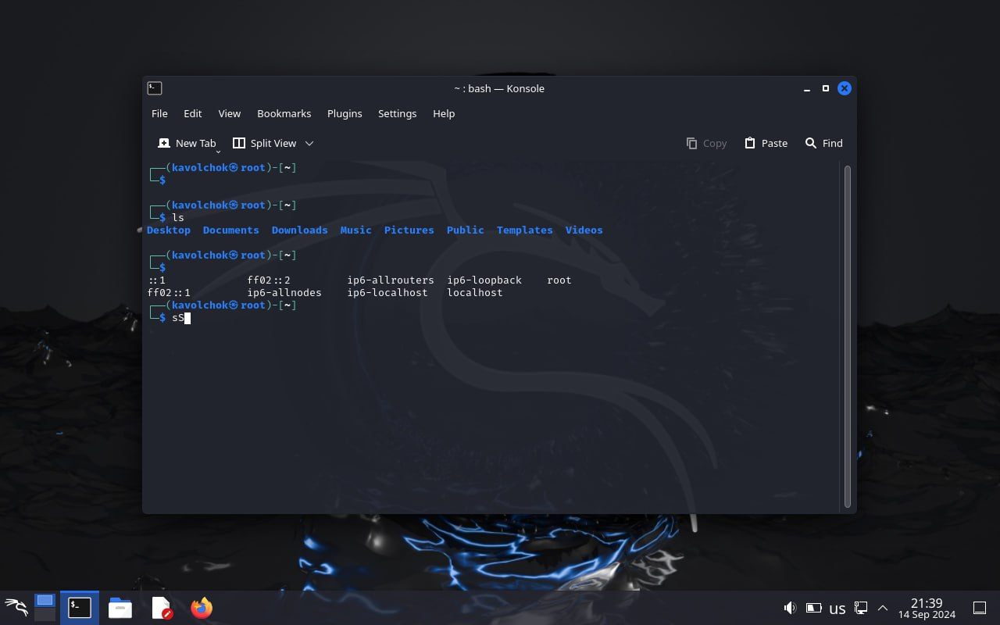 ~ : bash — Konsole
File Edit View Bookmarks Plugins Settings Help
New Tab Split View Copy Paste Find
┌──(kavolchok㉿root)-[~]
└─$
┌──(kavolchok㉿root)-[~]
└─$ ls
Desktop Documents Downloads Music Pictures Public Templates Videos
┌──(kavolchok㉿root)-[~]
└─$
::1 ff02::2 ip6-allrouters ip6-loopback root
ff02::1 ip6-allnodes ip6-localhost localhost
┌──(kavolchok㉿root)-[~]
└─$ sS
us
21:39
14 Sep 2024